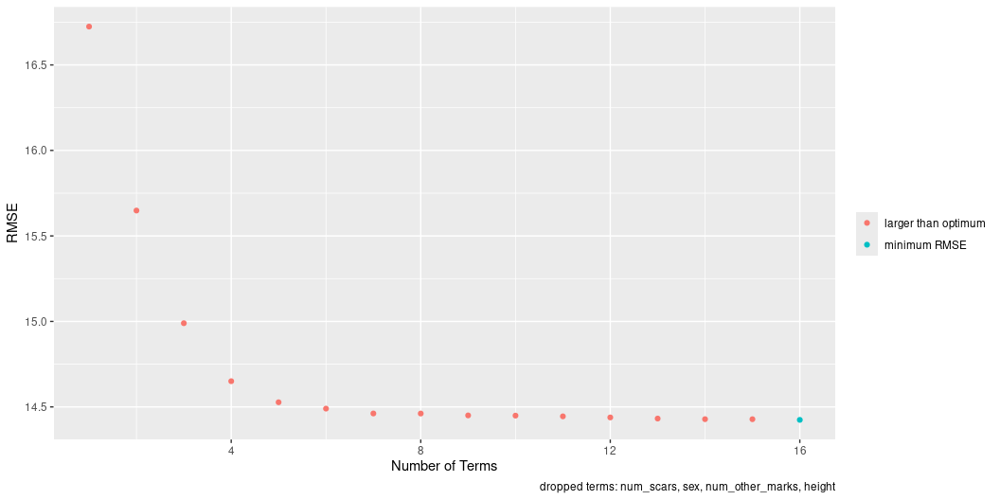 16.5
16.0
15.5
15.0
14.5
RMSE
4
8
12
16
Number of Terms
larger than optimum
minimum RMSE
dropped terms: num_scars, sex, num_other_marks, height